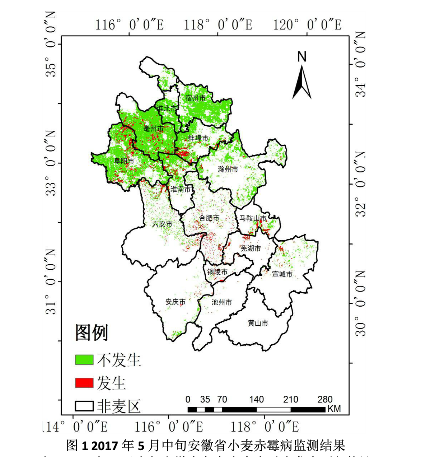 116° 0′0″N 118° 0′0″N 120° 0′0″N
35° 0′0″N
34° 0′0″N
33° 0′0″N
32° 0′0″N
31° 0′0″N
30° 0′0″N
N
宿州市
亳州市
蚌埠市
阜阳市
滁州市
淮南市
合肥市
马鞍山市
六安市
芜湖市
宣城市
铜陵市
安庆市
池州市
黄山市
图例
不发生
发生
非麦区
0 35 70 140 210 280
KM
114° 0′0″N 116° 0′0″N 118° 0′0″N
图 1 2017 年 5 月中旬安徽省小麦赤霉病监测结果